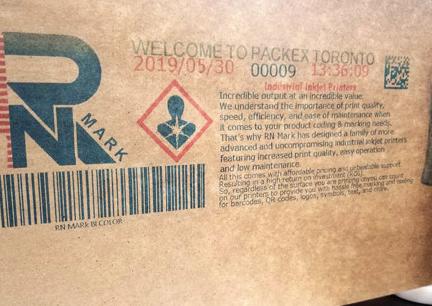 WELCOME TO PACKEX TORONTO
2019/05/30 00009 13:36:09
Industrial Inkjet Printers
RN MARK
Incredible output at an incredible value.
We understand the importance of print quality,
speed, efficiency, and ease of maintenance when
it comes to your product coding & marking needs.
That's why RN Mark has designed a family of more
advanced and uncompromising industrial inkjet printers
featuring increased print quality, easy operation
and low maintenance.
All this comes with affordable pricing and unbeatable support.
Resulting in a high return on investment (ROI).
So, regardless of the surface you are printing on you can count
on our printers to provide you with hassle free marking and coding
for barcodes, QR codes, logos, symbols, text, and more.
RN MARK BI COLOR